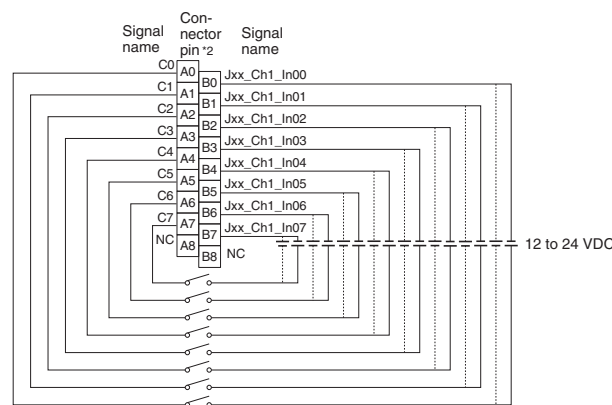 Signal name
Con-nector pin *2
Signal name
C0 A0 B0 Jxx_Ch1_In00
C1 A1 B1 Jxx_Ch1_In01
C2 A2 B2 Jxx_Ch1_In02
C3 A3 B3 Jxx_Ch1_In03
C4 A4 B4 Jxx_Ch1_In04
C5 A5 B5 Jxx_Ch1_In05
C6 A6 B6 Jxx_Ch1_In06
C7 A7 B7 Jxx_Ch1_In07
NC A8 B8 NC
12 to 24 VDC